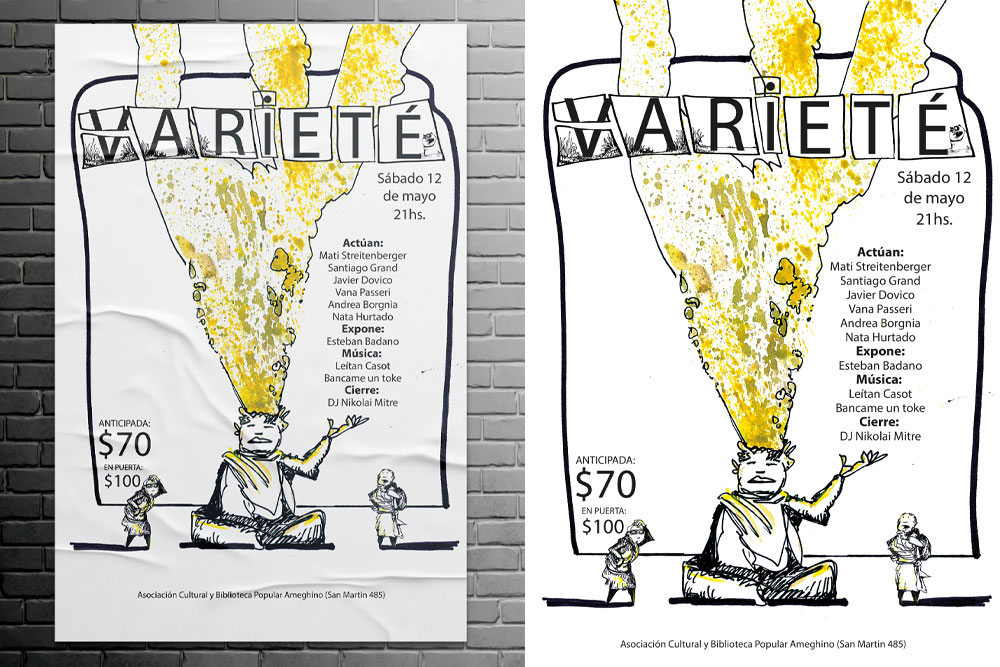 VARIETÉ
Sábado 12
de mayo
21hs.
Actúan:
Mati Streitenberger
Santiago Grand
Javier Dovico
Vana Passeri
Andrea Borgnia
Nata Hurtado
Expone:
Esteban Badano
Música:
Leítan Casot
Bancame un toke
Cierre:
DJ Nikolai Mitre
ANTICIPADA:
$70
EN PUERTA:
$100
Asociación Cultural y Biblioteca Popular Ameghino (San Martin 485)
VARIETÉ
Sábado 12
de mayo
21hs.
Actúan:
Mati Streitenberger
Santiago Grand
Javier Dovico
Vana Passeri
Andrea Borgnia
Nata Hurtado
Expone:
Esteban Badano
Música:
Leítan Casot
Bancame un toke
Cierre:
DJ Nikolai Mitre
ANTICIPADA:
$70
EN PUERTA:
$100
Asociación Cultural y Biblioteca Popular Ameghino (San Martin 485)